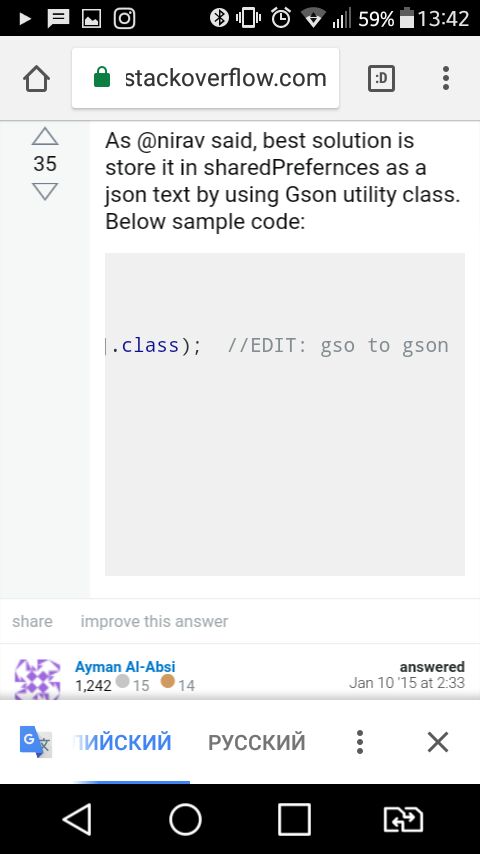 59% 13:42
stackoverflow.com
:D
35
As @nirav said, best solution is
store it in sharedPrefernces as a
json text by using Gson utility class.
Below sample code:
.class);  //EDIT: gso to gson
share improve this answer
Ayman Al-Absi answered
1,242 15 14 Jan 10 '15 at 2:33
G 文 ЛИЙСКИЙ РУССКИЙ